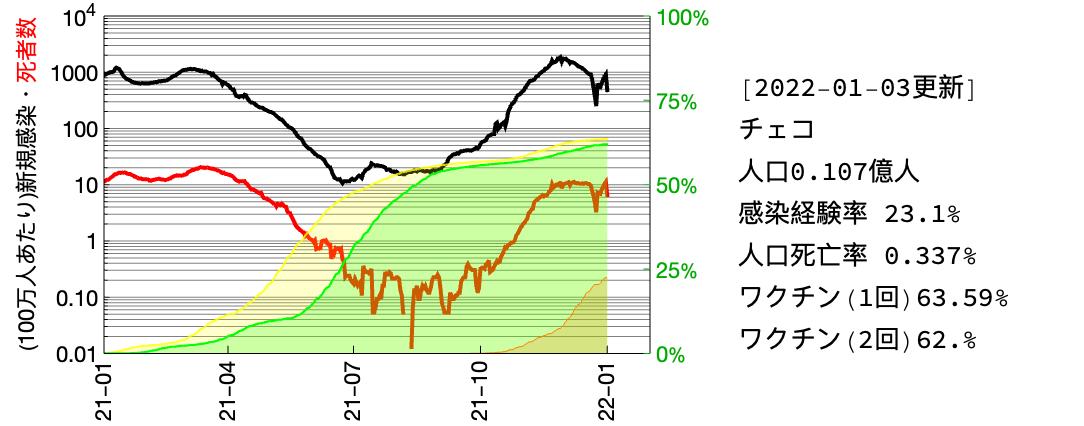 (100万人あたり)新規感染・死者数
10^4
1000
100
10
1
0.10
0.01
100%
75%
50%
25%
0%
21-01
21-04
21-07
21-10
22-01
[2022-01-03更新]
チェコ
人口0.107億人
感染経験率 23.1%
人口死亡率 0.337%
ワクチン(1回)63.59%
ワクチン(2回)62.%